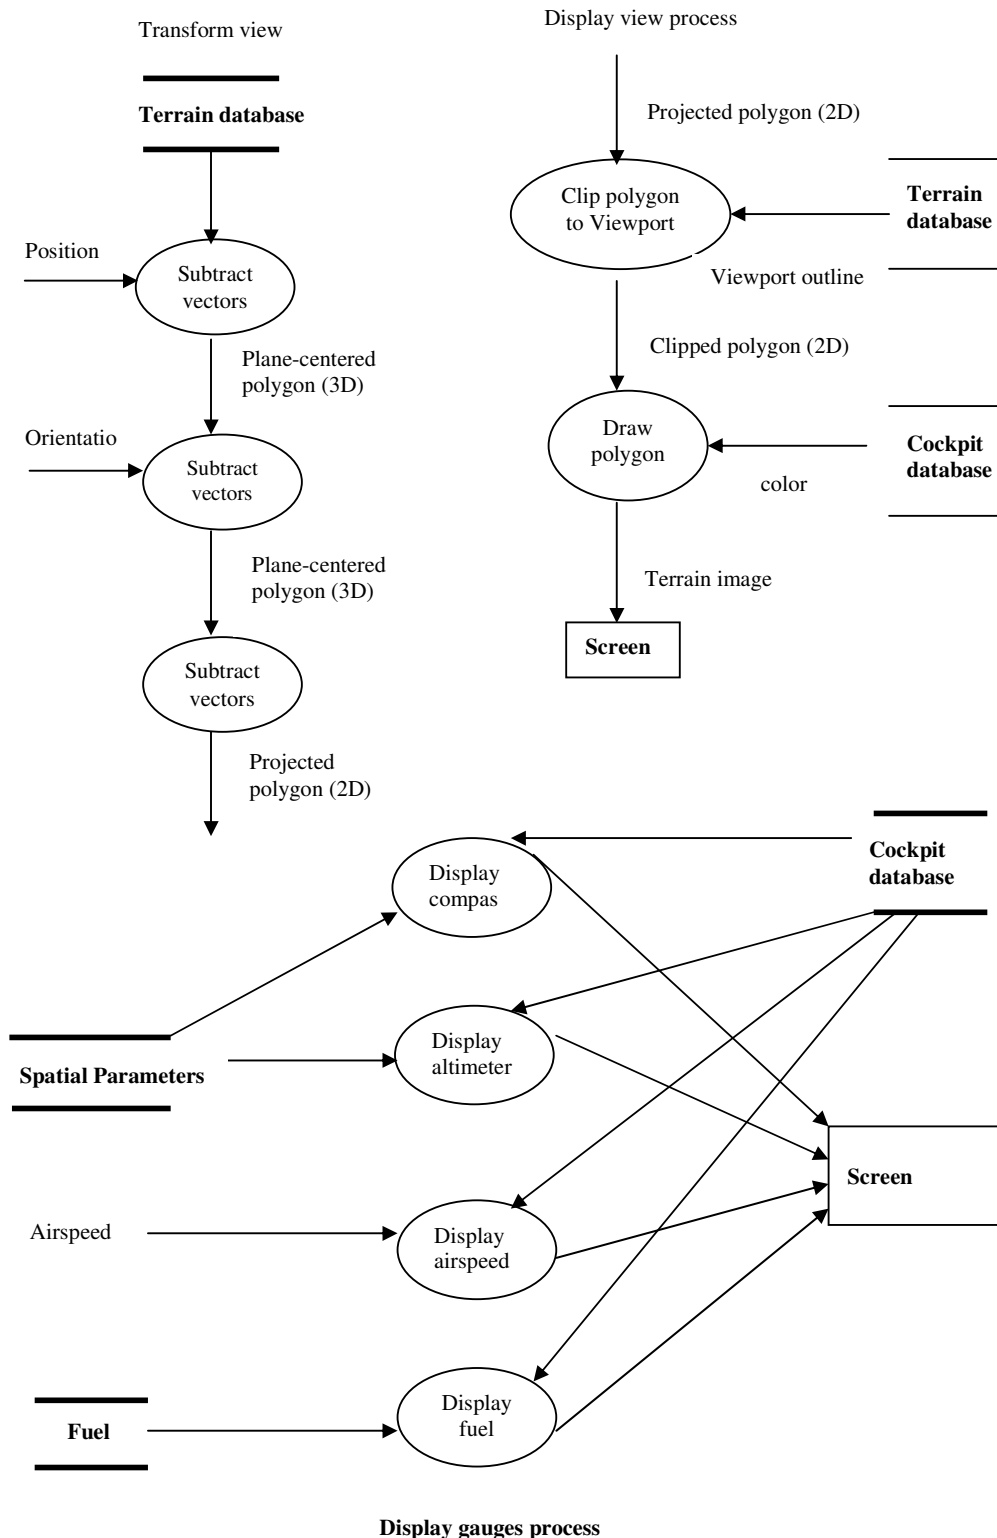 Transform view
Terrain database
Position
Subtract
vectors
Plane-centered
polygon (3D)
Orientatio
Subtract
vectors
Plane-centered
polygon (3D)
Subtract
vectors
Projected
polygon (2D)
Display view process
Projected polygon (2D)
Clip polygon
to Viewport
Terrain
database
Viewport outline
Clipped polygon (2D)
Draw
polygon
Cockpit
database
color
Terrain image
Screen
Cockpit
database
Display
compas
Display
altimeter
Spatial Parameters
Screen
Airspeed
Display
airspeed
Fuel
Display
fuel
Display gauges process